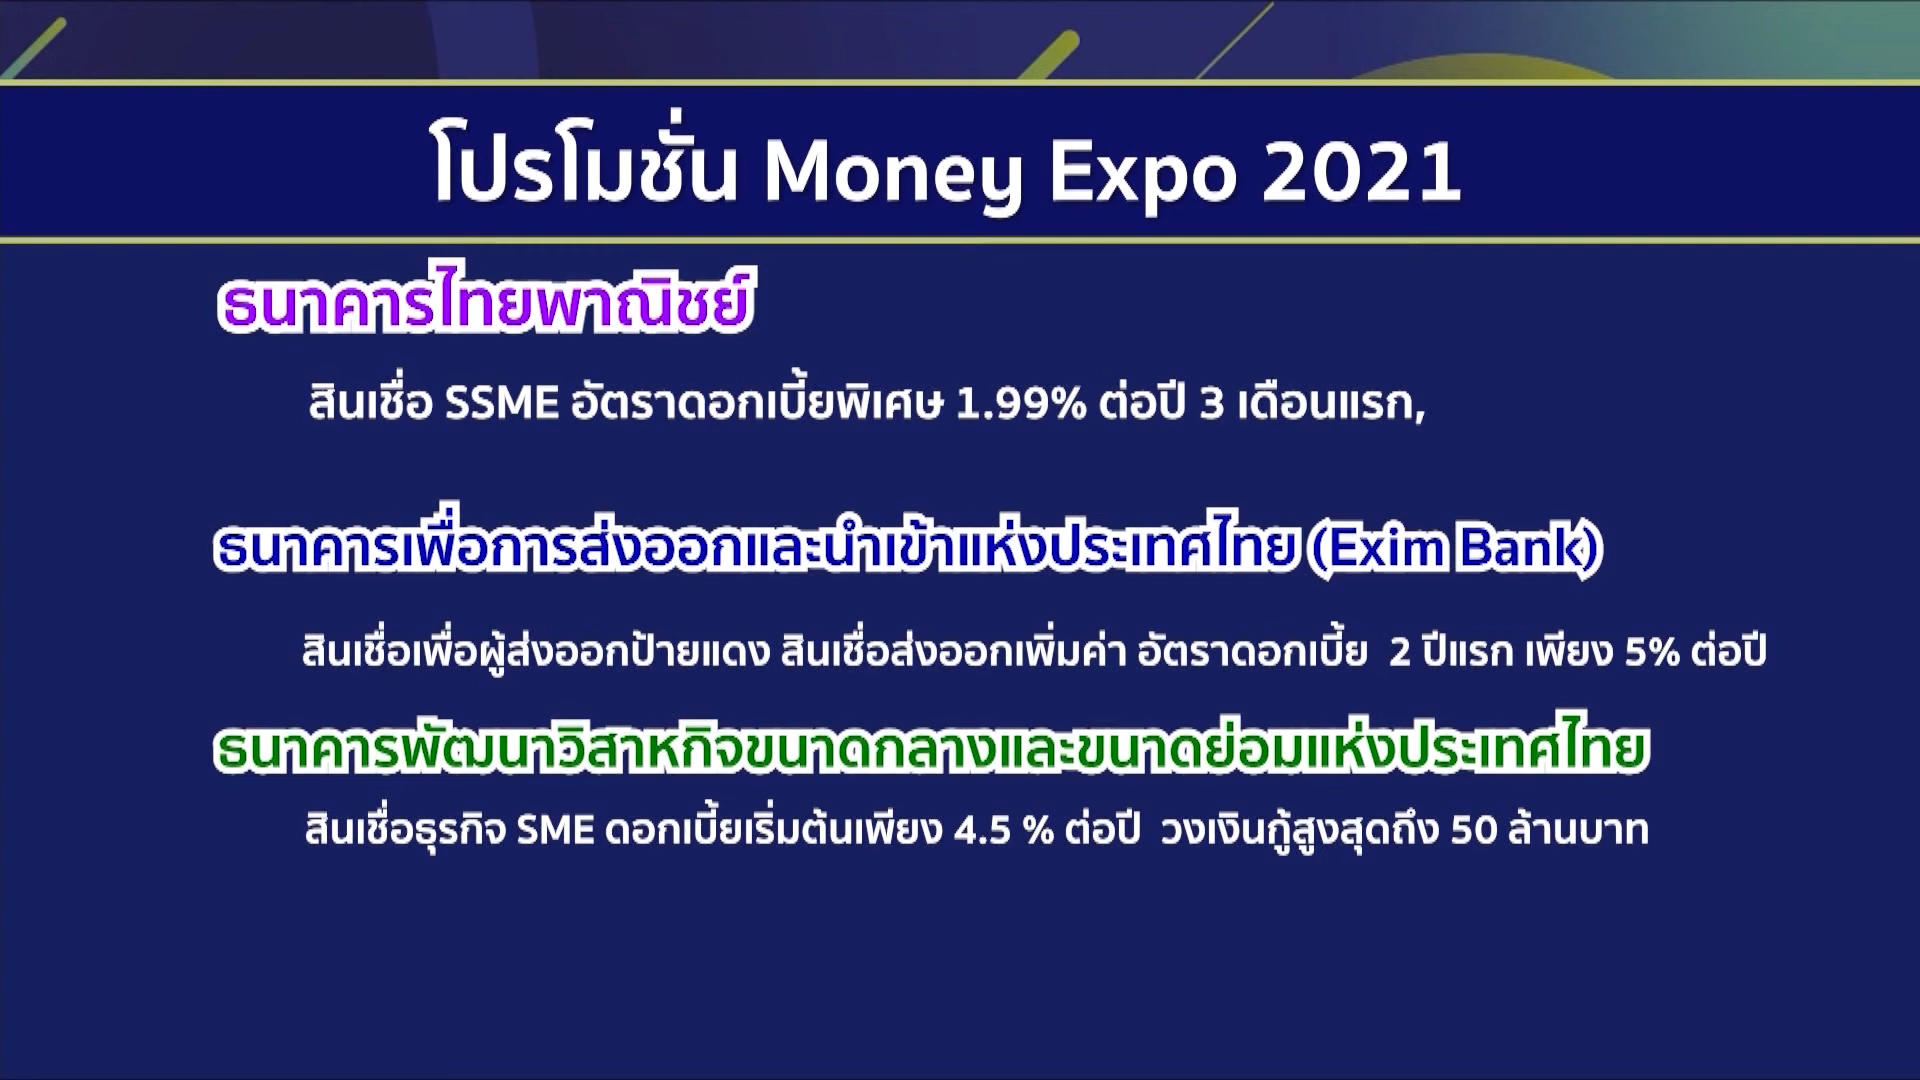 โปรโมชั่น Money Expo 2021
ธนาคารไทยพาณิชย์
สินเชื่อ SSME อัตราดอกเบี้ยพิเศษ 1.99% ต่อปี 3 เดือนแรก,
ธนาคารเพื่อการส่งออกและนำเข้าแห่งประเทศไทย (Exim Bank)
สินเชื่อเพื่อผู้ส่งออกป้ายแดง สินเชื่อส่งออกเพิ่มค่า อัตราดอกเบี้ย 2 ปีแรก เพียง 5% ต่อปี
ธนาคารพัฒนาวิสาหกิจขนาดกลางและขนาดย่อมแห่งประเทศไทย
สินเชื่อธุรกิจ SME ดอกเบี้ยเริ่มต้นเพียง 4.5 % ต่อปี วงเงินกู้สูงสุดถึง 50 ล้านบาท